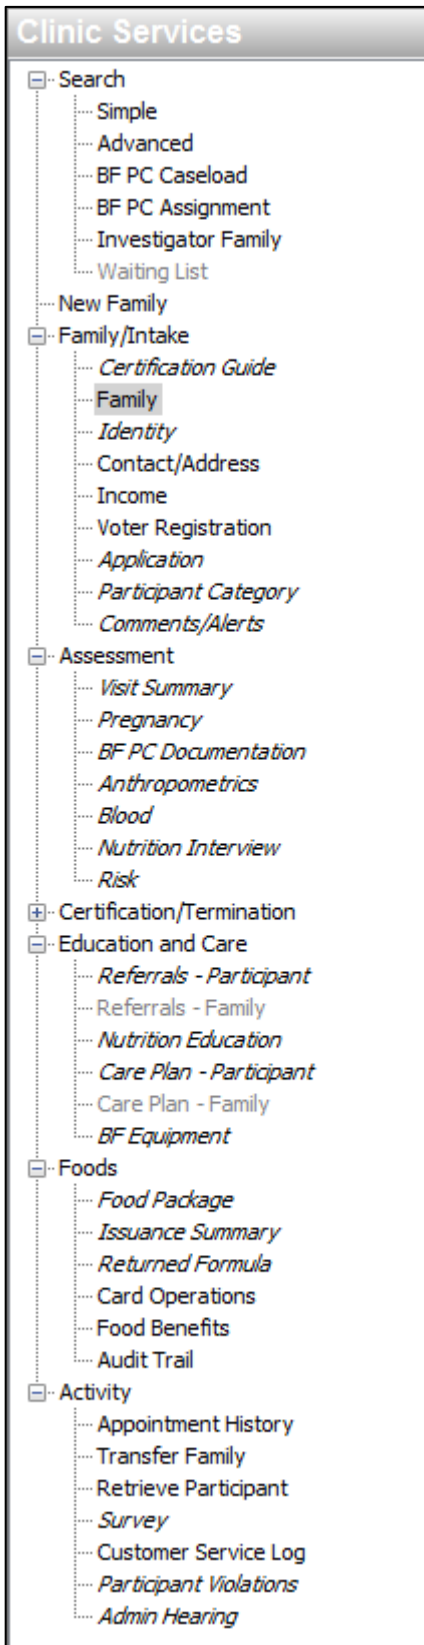 Clinic Services
Search
Simple
Advanced
BF PC Caseload
BF PC Assignment
Investigator Family
Waiting List
New Family
Family/Intake
Certification Guide
Family
Identity
Contact/Address
Income
Voter Registration
Application
Participant Category
Comments/Alerts
Assessment
Visit Summary
Pregnancy
BF PC Documentation
Anthropometrics
Blood
Nutrition Interview
Risk
Certification/Termination
Education and Care
Referrals - Participant
Referrals - Family
Nutrition Education
Care Plan - Participant
Care Plan - Family
BF Equipment
Foods
Food Package
Issuance Summary
Returned Formula
Card Operations
Food Benefits
Audit Trail
Activity
Appointment History
Transfer Family
Retrieve Participant
Survey
Customer Service Log
Participant Violations
Admin Hearing